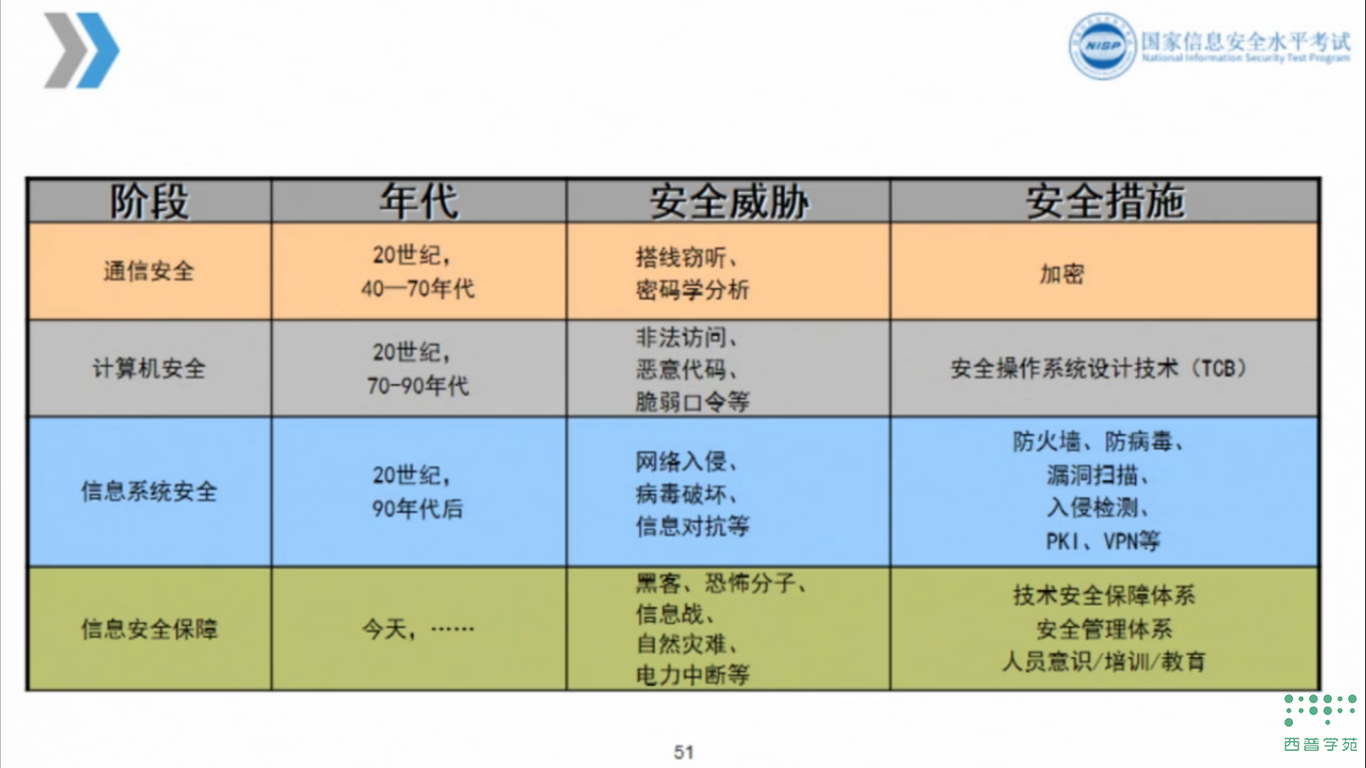 NISP
国家信息安全水平考试
National Information Security Test Program
阶段 年代 安全威胁 安全措施
通信安全
20世纪,
40—70年代
搭线窃听、
密码学分析
加密
计算机安全
20世纪,
70-90年代
非法访问、
恶意代码、
脆弱口令等
安全操作系统设计技术（TCB）
信息系统安全
20世纪,
90年代后
网络入侵、
病毒破坏、
信息对抗等
防火墙、防病毒、
漏洞扫描、
入侵检测、
PKI、VPN等
信息安全保障
今天, ……
黑客、恐怖分子、
信息战、
自然灾难、
电力中断等
技术安全保障体系
安全管理体系
人员意识/培训/教育
51
西普学苑